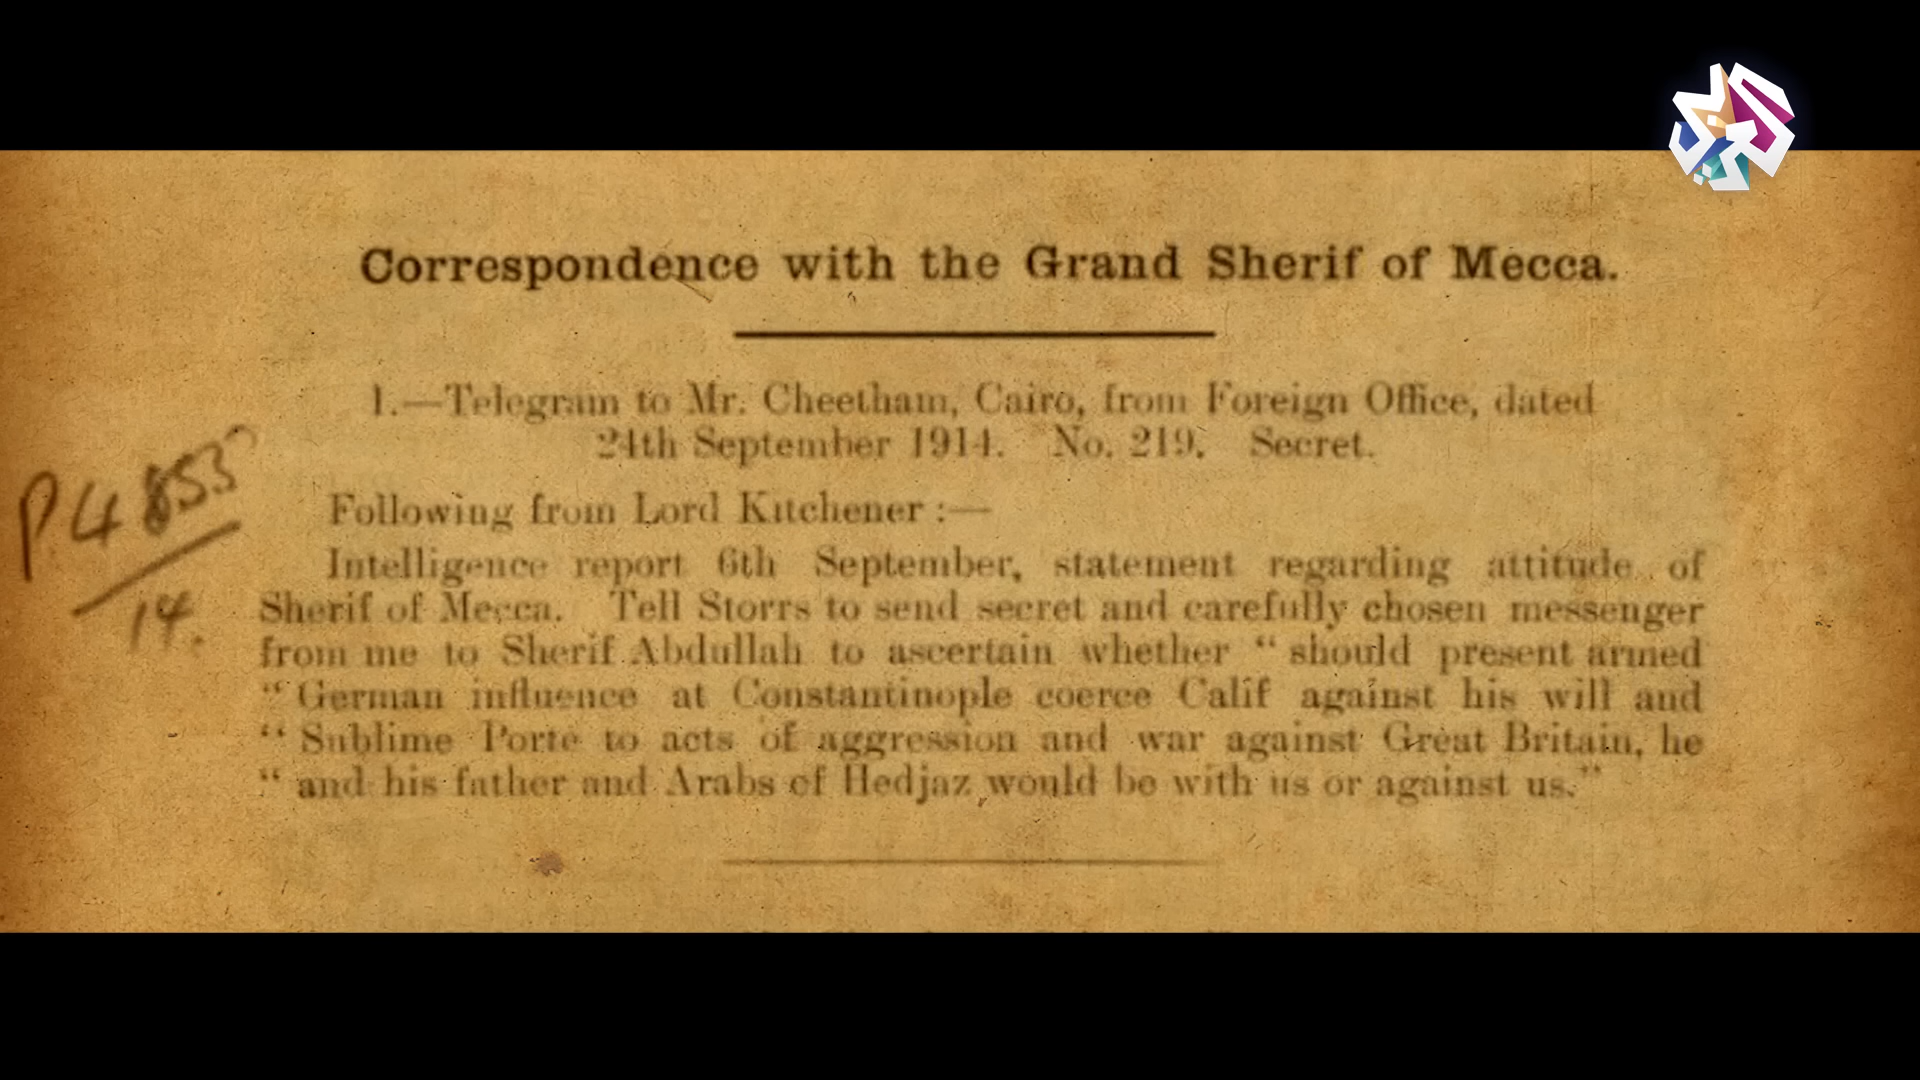 Correspondence with the Grand Sherif of Mecca.
1.—Telegram to Mr. Cheetham, Cairo, from Foreign Office, dated
24th September 1914. No. 219. Secret.
P. 4853
14.
Following from Lord Kitchener :—
Intelligence report 6th September, statement regarding attitude of
Sherif of Mecca. Tell Storrs to send secret and carefully chosen messenger
from me to Sherif Abdullah to ascertain whether “ should present armed
“ German influence at Constantinople coerce Calif against his will and
“ Sublime Porte to acts of aggression and war against Great Britain, he
“ and his father and Arabs of Hedjaz would be with us or against us.”